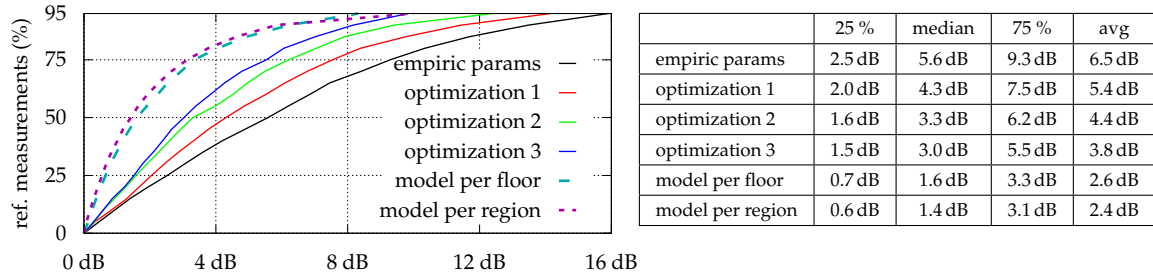 ref. measurements (%)
95
75
50
25
0
0 dB
4 dB
8 dB
12 dB
16 dB
empiric params
optimization 1
optimization 2
optimization 3
model per floor
model per region
25 % median 75 % avg
empiric params 2.5 dB 5.6 dB 9.3 dB 6.5 dB
optimization 1 2.0 dB 4.3 dB 7.5 dB 5.4 dB
optimization 2 1.6 dB 3.3 dB 6.2 dB 4.4 dB
optimization 3 1.5 dB 3.0 dB 5.5 dB 3.8 dB
model per floor 0.7 dB 1.6 dB 3.3 dB 2.6 dB
model per region 0.6 dB 1.4 dB 3.1 dB 2.4 dB